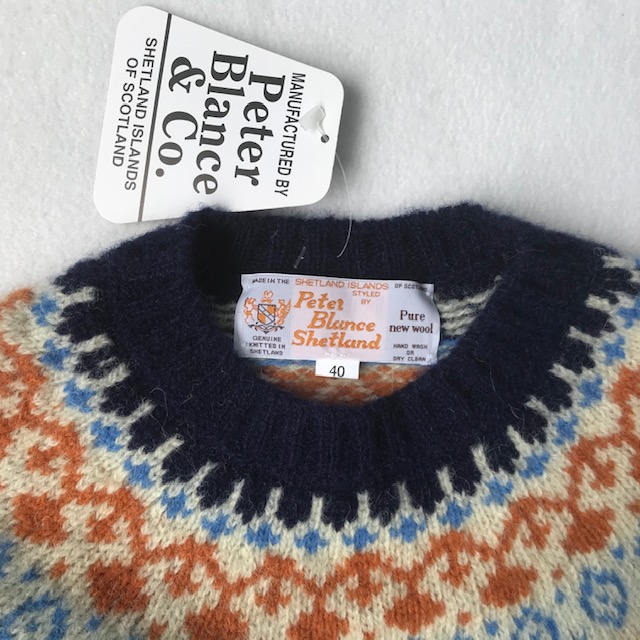 MANUFACTURED BY
Peter
Blance
& Co.
SHETLAND ISLANDS
OF SCOTLAND
MADE IN THE SHETLAND ISLANDS OF SCOTLAND
STYLED
BY
Peter
Blance
Shetland
GENUINE
KNITTED IN
SHETLAND
Pure
new wool
HAND WASH
OR
DRY CLEAN
40